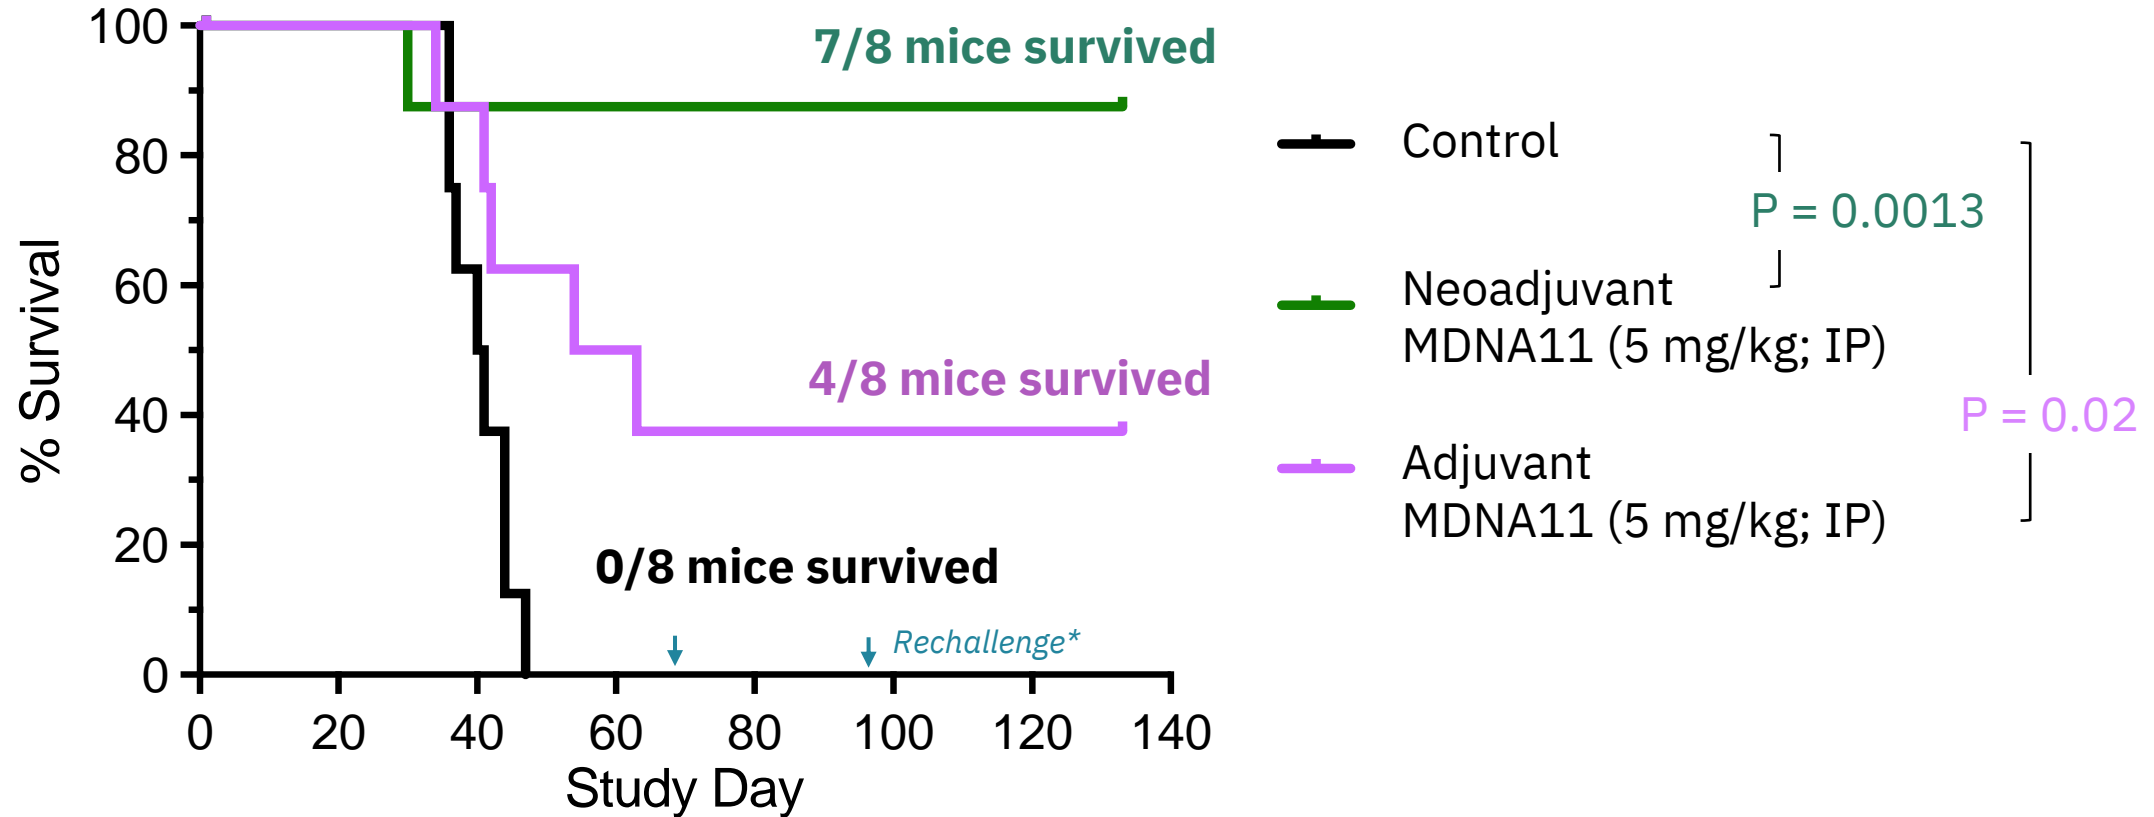 % Survival
100
80
60
40
20
0
0 20 40 60 80 100 120 140
Study Day
7/8 mice survived
4/8 mice survived
0/8 mice survived
Rechallenge*
Control
Neoadjuvant
MDNA11 (5 mg/kg; IP)
Adjuvant
MDNA11 (5 mg/kg; IP)
P = 0.0013
P = 0.02